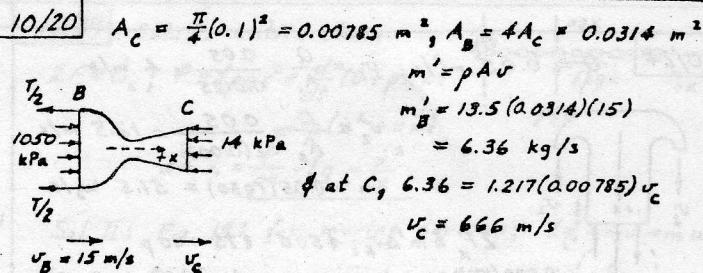 10/20 A_C = π/4 (0.1)² = 0.00785 m², A_B = 4A_C = 0.0314 m²
m' = ρAv
m'_B = 13.5(0.0314)(15)
= 6.36 kg/s
& at C, 6.36 = 1.217(0.00785)v_C
v_C = 666 m/s
T/2 B C
1050 kPa
+x
14 kPa
T/2
v_B = 15 m/s v_C